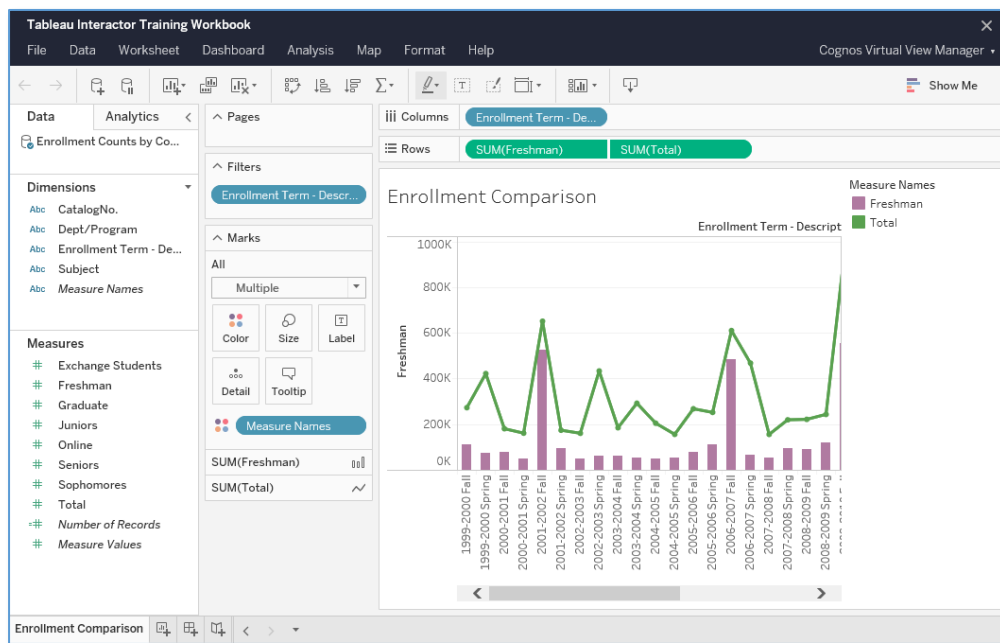 Tableau Interactor Training Workbook
File Data Worksheet Dashboard Analysis Map Format Help Cognos Virtual View Manager
Show Me
Data Analytics
Enrollment Counts by Co...
Dimensions
Abc CatalogNo.
Abc Dept/Program
Abc Enrollment Term - De...
Abc Subject
Abc Measure Names
Measures
# Exchange Students
# Freshman
# Graduate
# Juniors
# Online
# Seniors
# Sophomores
# Total
=# Number of Records
# Measure Values
Pages
Filters
Enrollment Term - Descr...
Marks
All
Multiple
Color Size Label
Detail Tooltip
Measure Names
SUM(Freshman)
SUM(Total)
Columns Enrollment Term - De...
Rows SUM(Freshman) SUM(Total)
Enrollment Comparison
Enrollment Term - Descript
Freshman
1000K
800K
600K
400K
200K
0K
1999-2000 Fall
1999-2000 Spring
2000-2001 Fall
2000-2001 Spring
2001-2002 Fall
2001-2002 Spring
2002-2003 Fall
2002-2003 Spring
2003-2004 Fall
2003-2004 Spring
2004-2005 Fall
2004-2005 Spring
2005-2006 Fall
2005-2006 Spring
2006-2007 Fall
2006-2007 Spring
2007-2008 Fall
2007-2008 Spring
2008-2009 Fall
2008-2009 Spring
Measure Names
Freshman
Total
Enrollment Comparison